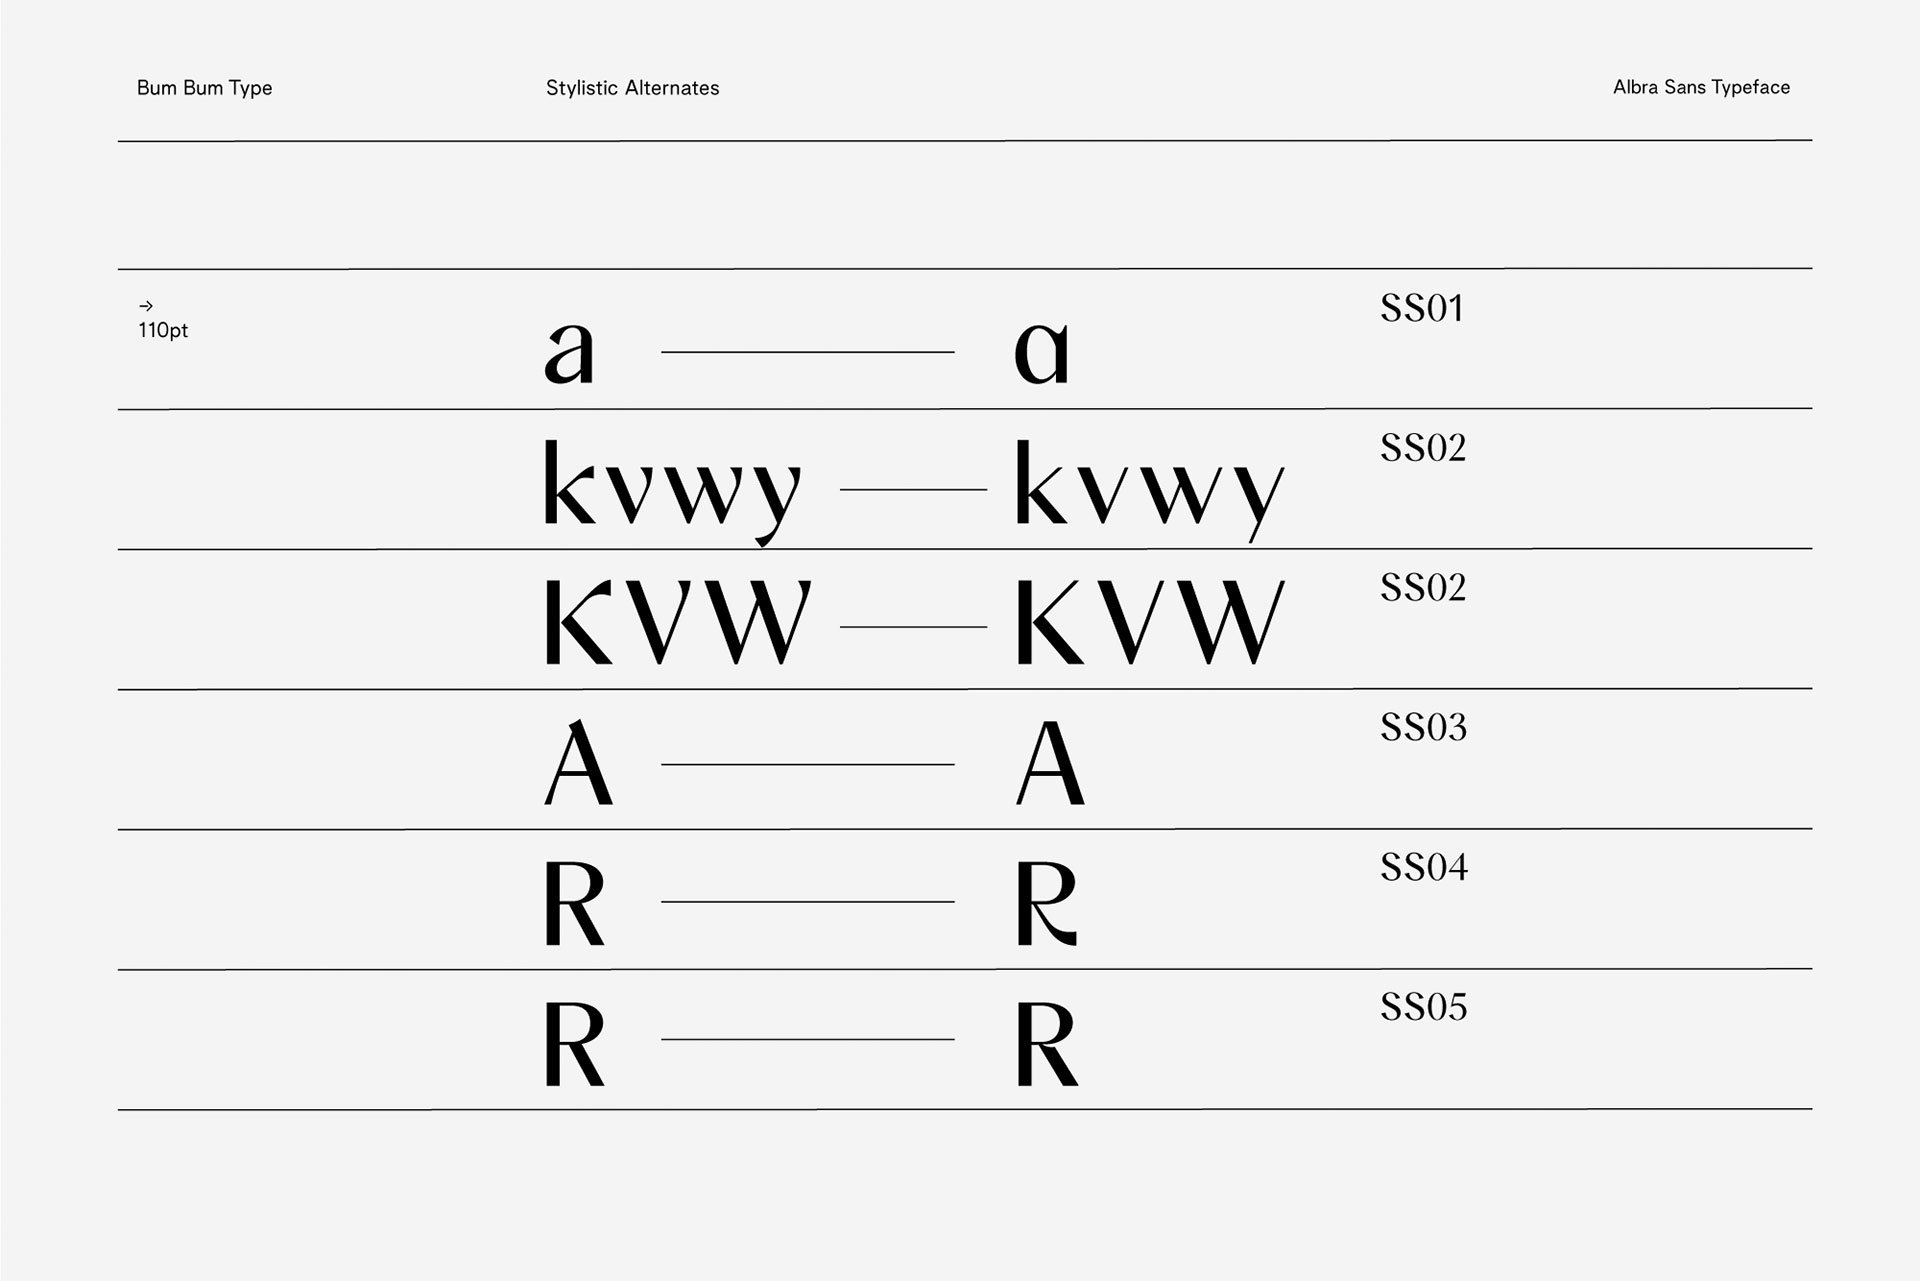 Bum Bum Type Stylistic Alternates Albra Sans Typeface
→
110pt
a a SS01
kvwy kvwy SS02
KVW KVW SS02
A A SS03
R R SS04
R R SS05